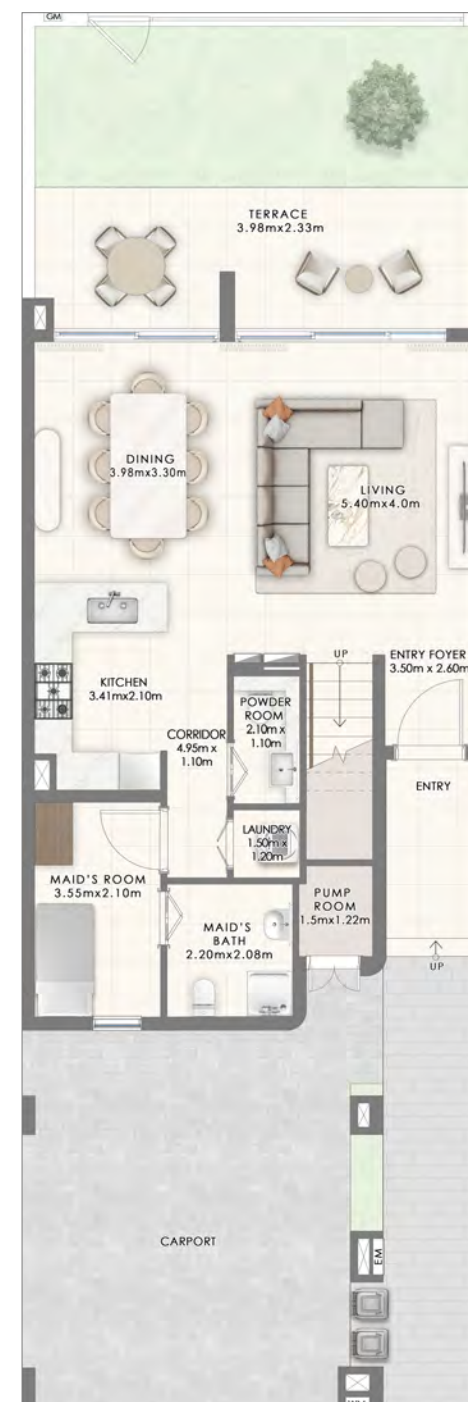 GM
TERRACE
3.98mx2.33m
DINING
3.98mx3.30m
LIVING
5.40mx4.0m
UP
ENTRY FOYER
3.50m x 2.60m
KITCHEN
3.41mx2.10m
POWDER
ROOM
2.10m x
1.10m
CORRIDOR
4.95m x
1.10m
ENTRY
LAUNDRY
1.50m x
1.20m
MAID'S ROOM
3.55mx2.10m
PUMP
ROOM
1.5mx1.22m
MAID'S
BATH
2.20mx2.08m
UP
CARPORT
EM